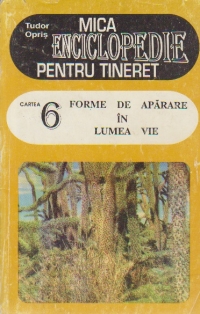 Tudor
Opriș
MICA
ENCICLOPEDIE
PENTRU TINERET
CARTEA 6
FORME DE APĂRARE
ÎN
LUMEA VIE